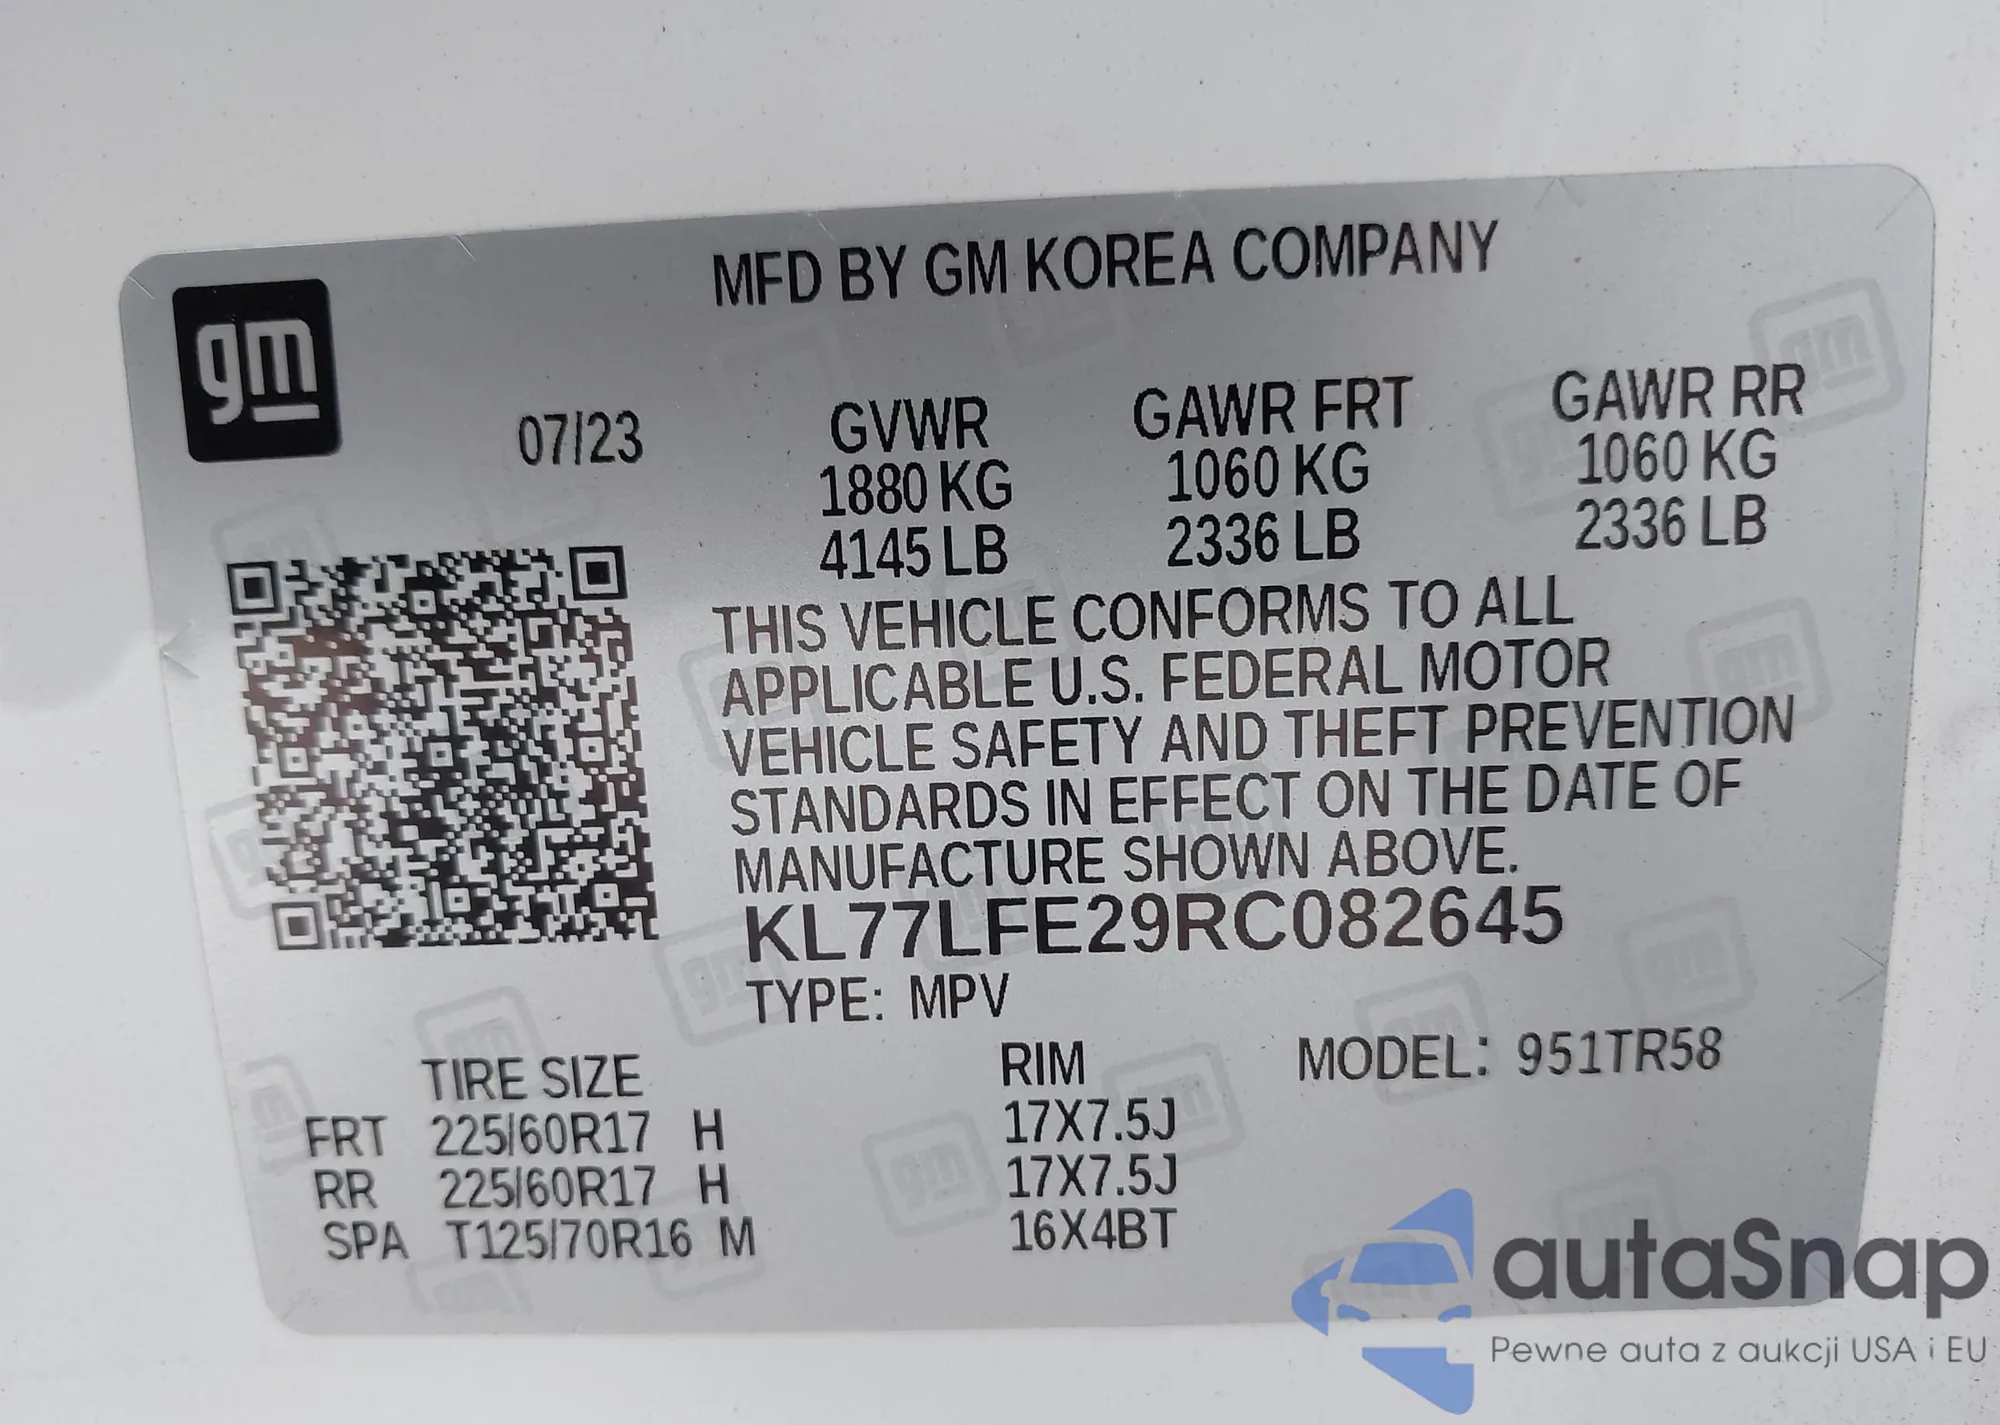 gm
MFD BY GM KOREA COMPANY
07/23
GVWR GAWR FRT GAWR RR
1880 KG 1060 KG 1060 KG
4145 LB 2336 LB 2336 LB
THIS VEHICLE CONFORMS TO ALL
APPLICABLE U.S. FEDERAL MOTOR
VEHICLE SAFETY AND THEFT PREVENTION
STANDARDS IN EFFECT ON THE DATE OF
MANUFACTURE SHOWN ABOVE.
KL77LFE29RC082645
TYPE: MPV
TIRE SIZE RIM MODEL: 951TR58
FRT 225/60R17 H 17X7.5J
RR 225/60R17 H 17X7.5J
SPA T125/70R16 M 16X4BT
autaSnap
Pewne auta z aukcji USA i EU